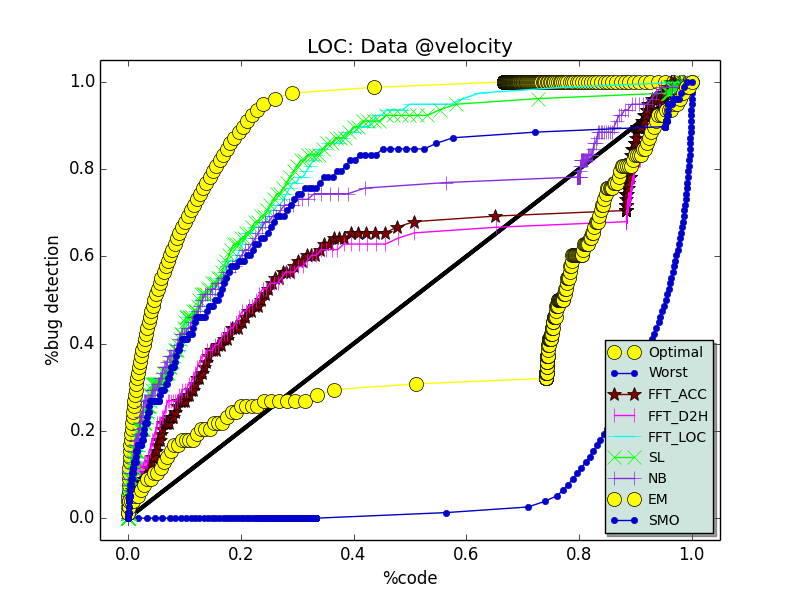 LOC: Data @velocity
%bug detection
1.0
0.8
0.6
0.4
0.2
0.0
0.0 0.2 0.4 0.6 0.8 1.0
%code
Optimal
Worst
FFT_ACC
FFT_D2H
FFT_LOC
SL
NB
EM
SMO